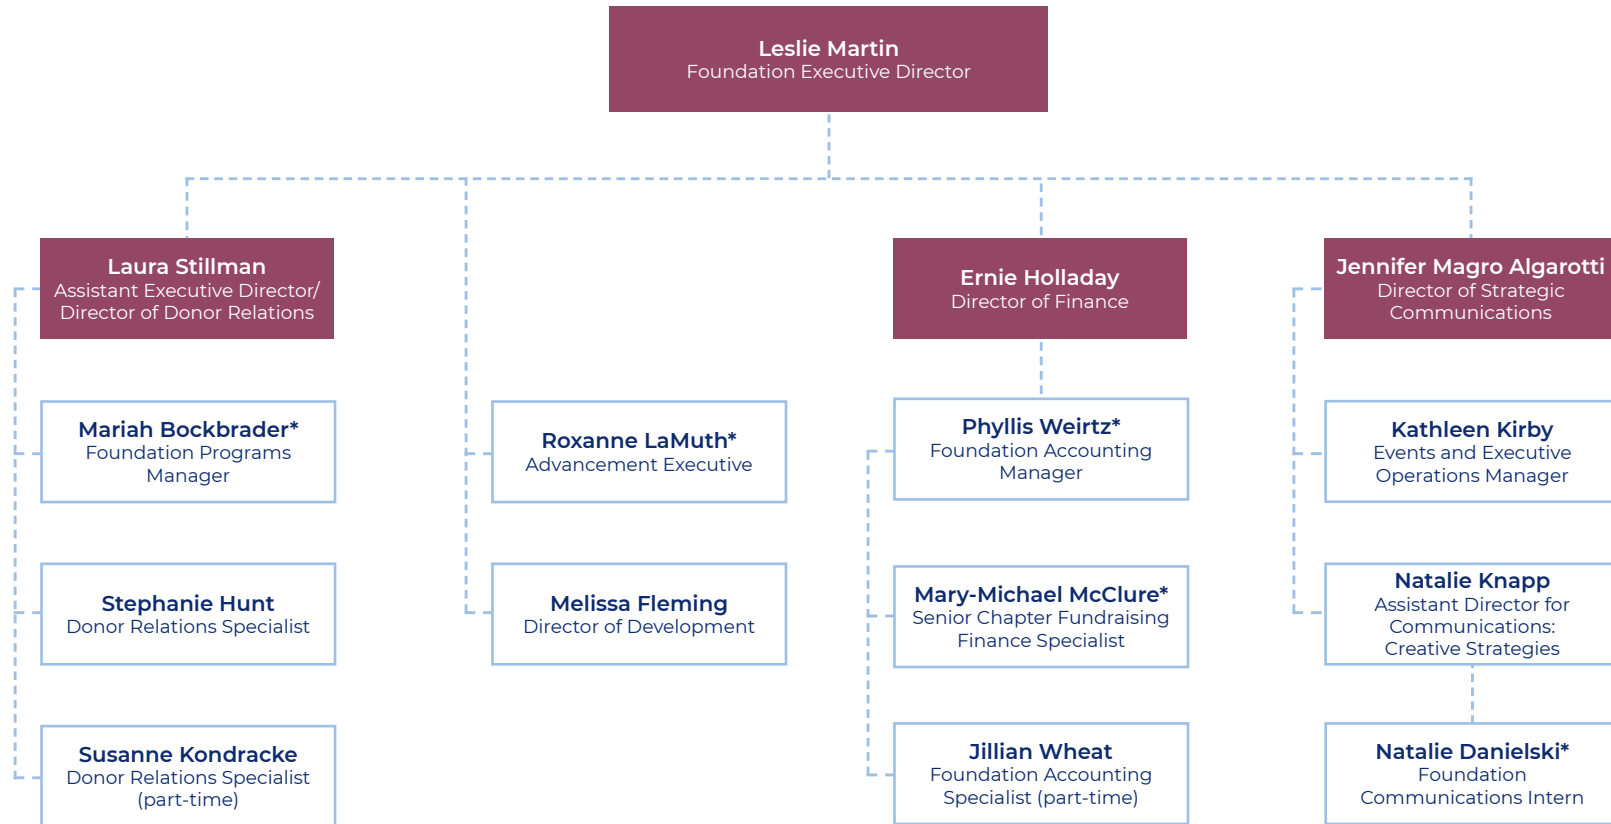 Leslie Martin
Foundation Executive Director
Laura Stillman
Assistant Executive Director/
Director of Donor Relations
Ernie Holladay
Director of Finance
Jennifer Magro Algarotti
Director of Strategic
Communications
Mariah Bockbrader*
Foundation Programs
Manager
Roxanne LaMuth*
Advancement Executive
Phyllis Weirtz*
Foundation Accounting
Manager
Kathleen Kirby
Events and Executive
Operations Manager
Stephanie Hunt
Donor Relations Specialist
Melissa Fleming
Director of Development
Mary-Michael McClure*
Senior Chapter Fundraising
Finance Specialist
Natalie Knapp
Assistant Director for
Communications:
Creative Strategies
Susanne Kondracke
Donor Relations Specialist
(part-time)
Jillian Wheat
Foundation Accounting
Specialist (part-time)
Natalie Danielski*
Foundation
Communications Intern